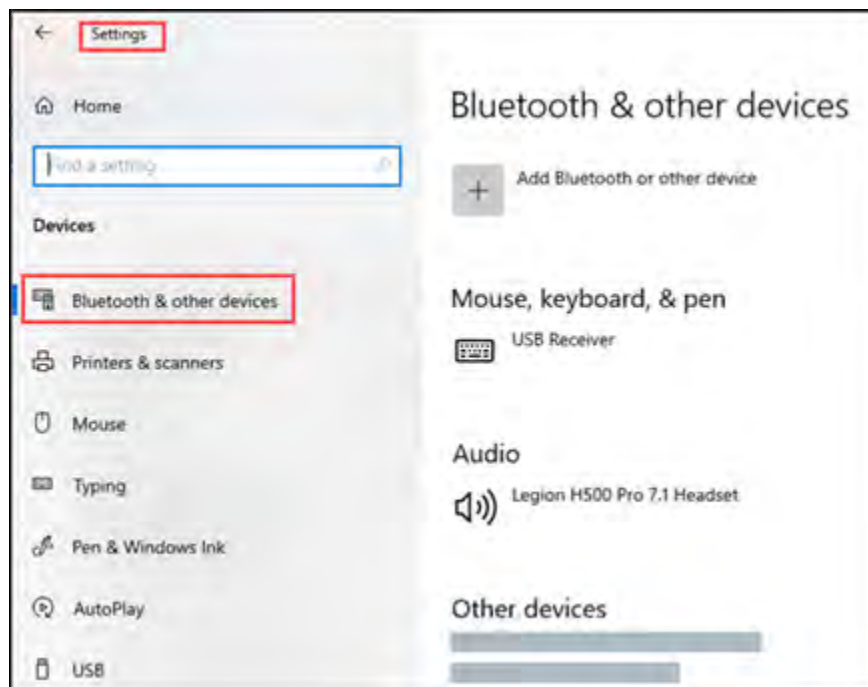 Settings
Home
Find a setting
Devices
Bluetooth & other devices
Printers & scanners
Mouse
Typing
Pen & Windows Ink
AutoPlay
USB
Bluetooth & other devices
Add Bluetooth or other device
Mouse, keyboard, & pen
USB Receiver
Audio
Legion H500 Pro 7.1 Headset
Other devices